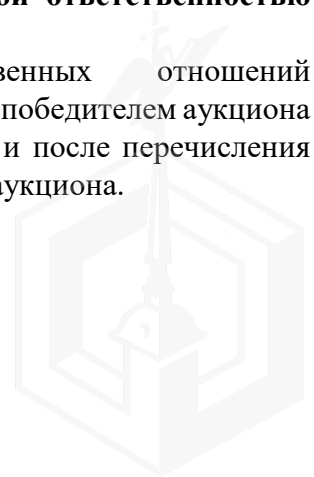 ответственностью
венных отношений
победителем аукциона
и после перечисления
аукциона.